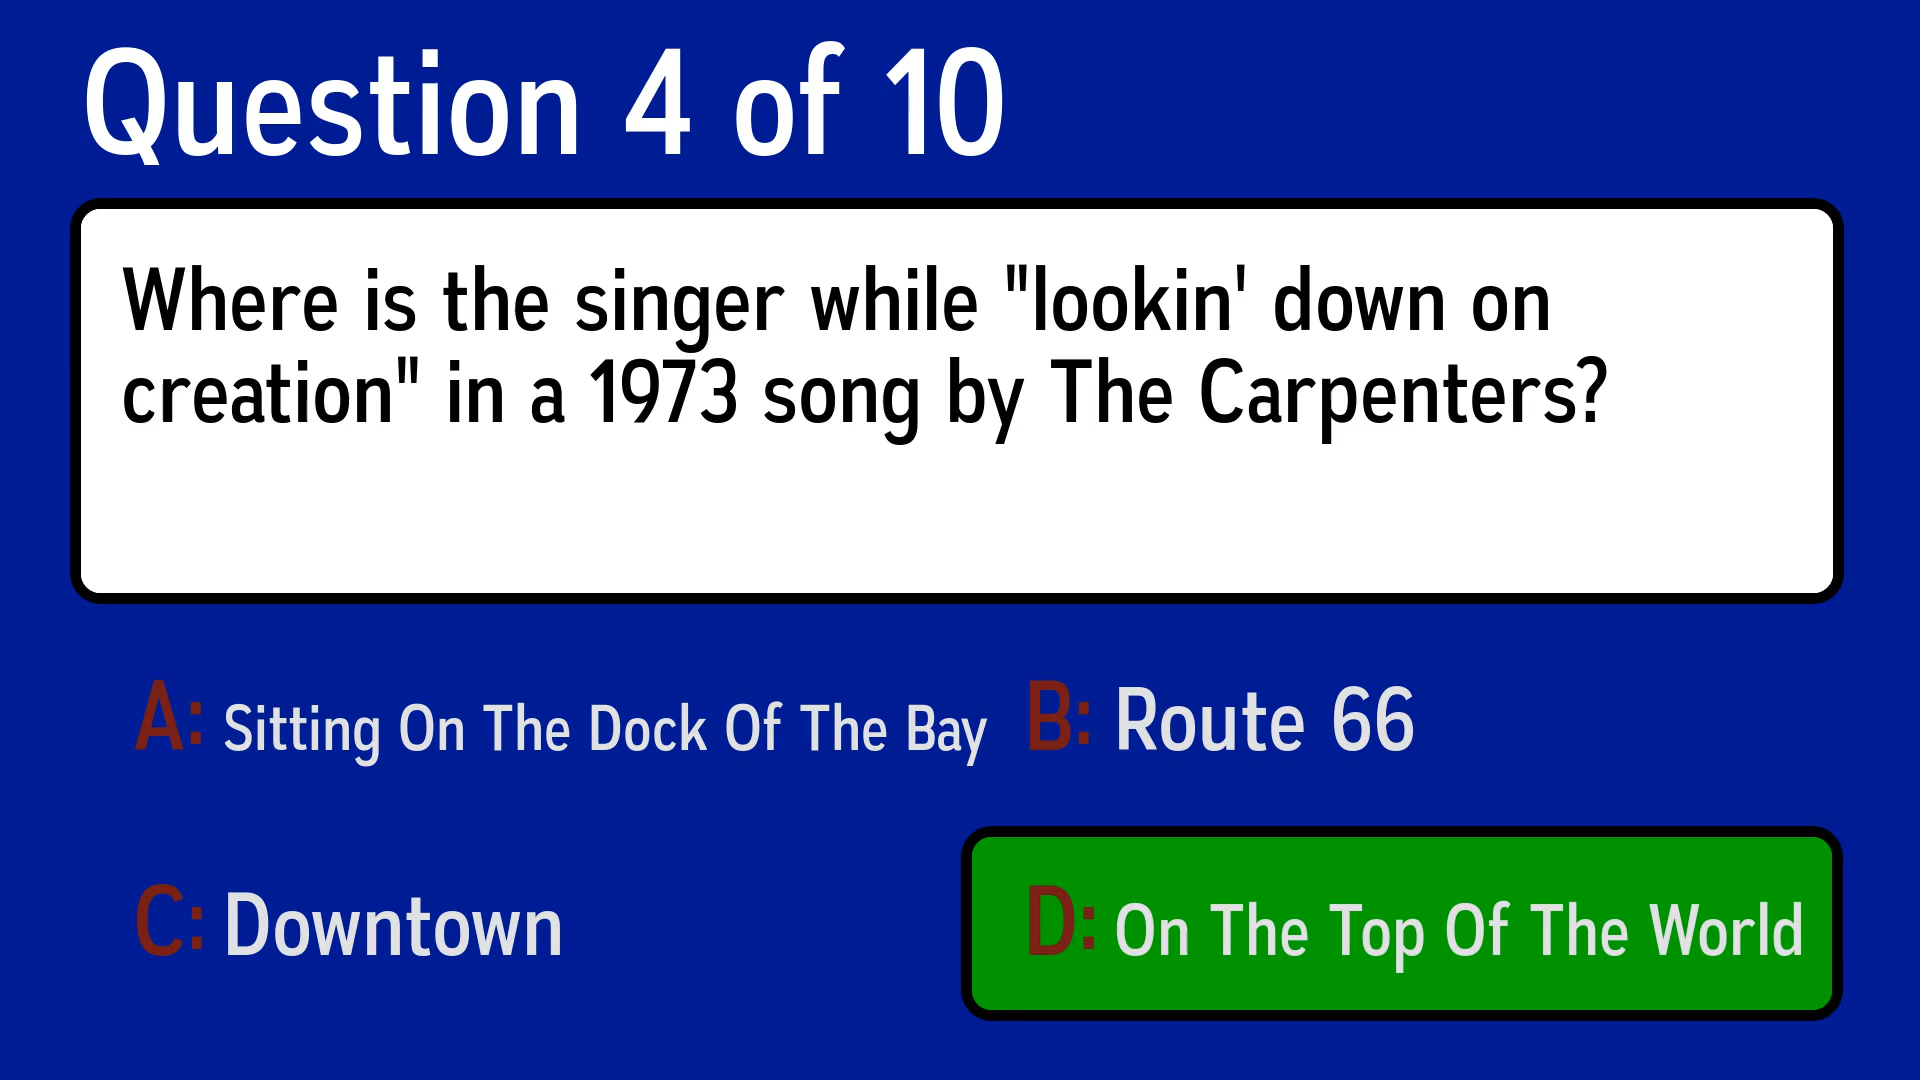 Question 4 of 10
Where is the singer while "lookin' down on
creation" in a 1973 song by The Carpenters?
A: Sitting On The Dock Of The Bay
B: Route 66
C: Downtown
D: On The Top Of The World